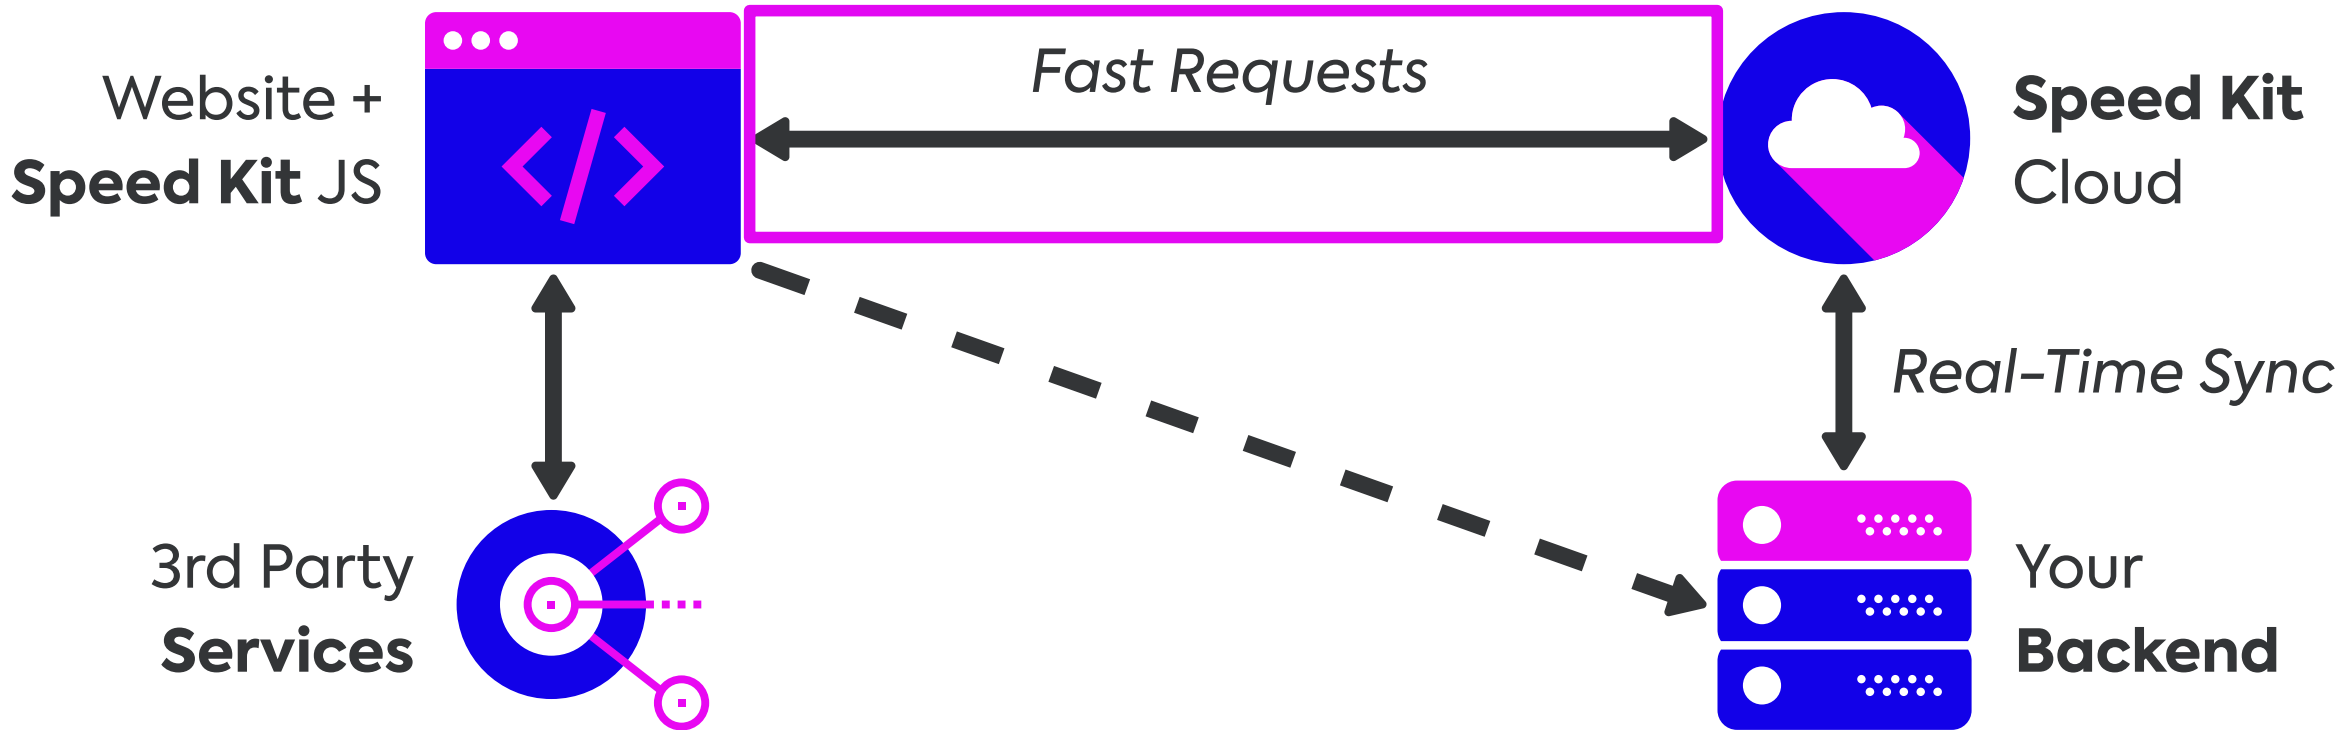 Website +
Speed Kit JS
Fast Requests
Speed Kit
Cloud
Real-Time Sync
3rd Party
Services
Your
Backend